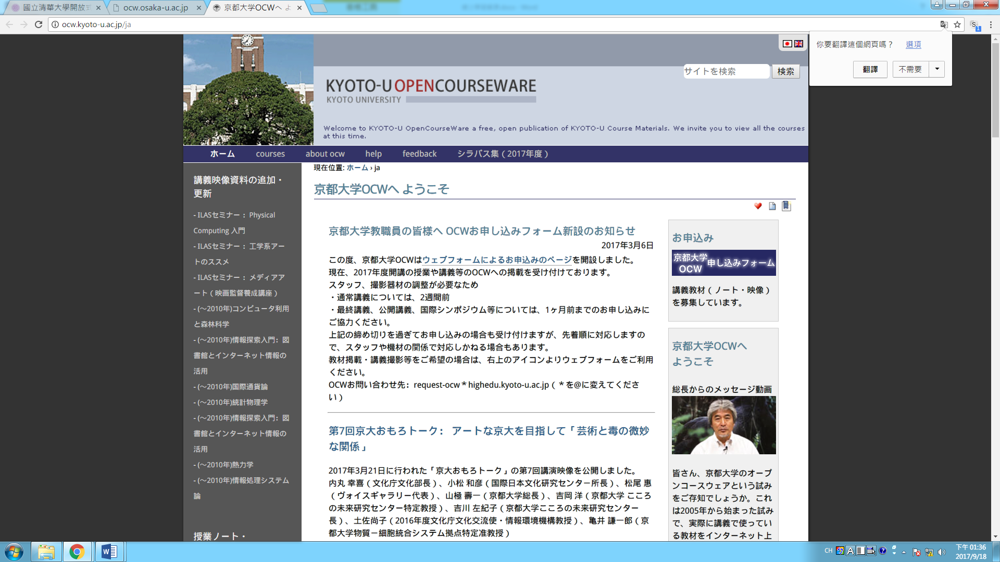 國立清華大學開放式
ocw.osaka-u.ac.jp
京都大学OCWへ よ
ocw.kyoto-u.ac.jp/ja
你要翻譯這個網頁嗎？ 選項
翻譯 不需要
サイトを検索 検索
KYOTO-U OPENCOURSEWARE
KYOTO UNIVERSITY
Welcome to KYOTO-U OpenCourseWare a free, open publication of KYOTO-U Course Materials. We invite you to view all the courses
at this time.
ホーム courses about ocw help feedback シラバス集（2017年度）
講義映像資料の追加・
更新
- ILASセミナー： Physical
Computing 入門
- ILASセミナー： 工学系アー
トのススメ
- ILASセミナー： メディアア
ート（映画監督養成講座）
- (～2010年)コンピュータ利用
と森林科学
- (～2010年)情報探索入門： 図
書館とインターネット情報の
活用
- (～2010年)国際通貨論
- (～2010年)統計物理学
- (～2010年)情報探索入門： 図
書館とインターネット情報の
活用
- (～2010年)熱力学
- (～2010年)情報処理システム
論
授業ノート・
現在位置: ホーム › ja
京都大学OCWへ ようこそ
京都大学教職員の皆様へ OCWお申し込みフォーム新設のお知らせ
2017年3月6日
この度、京都大学OCWはウェブフォームによるお申込みのページを開設しました。
現在、2017年度開講の授業や講義等のOCWへの掲載を受け付けております。
スタッフ、撮影器材の調整が必要なため
・通常講義については、2週間前
・最終講義、公開講義、国際シンポジウム等については、1ヶ月前までのお申し込みに
ご協力ください。
上記の締め切りを過ぎてお申し込みの場合も受け付けますが、先着順に対応しますの
で、スタッフや機材の関係で対応しかねる場合もあります。
教材掲載・講義撮影等をご希望の場合は、右上のアイコンよりウェブフォームをご利用
ください。
OCWお問い合わせ先： request-ocw＊highedu.kyoto-u.ac.jp（＊を@に変えてくださ
い）
第7回京大おもろトーク： アートな京大を目指して「芸術と毒の微妙
な関係」
2017年3月21日に行われた「京大おもろトーク」の第7回講演映像を公開しました。
内丸 幸喜（文化庁文化部長）、小松 和彦（国際日本文化研究センター所長）、松尾 惠
（ヴォイスギャラリー代表）、山極 壽一（京都大学総長）、吉岡 洋（京都大学 こころ
の未来研究センター特定教授）、吉川 左紀子（京都大学こころの未来研究センター
長）、土佐尚子（2016年度文化庁文化交流使・情報環境機構教授）、亀井 謙一郎（京
都大学物質－細胞統合システム拠点特定准教授）
お申込み
京都大学
OCW 申し込みフォーム
講義教材（ノート・映像）
を募集しています。
京都大学OCWへ
ようこそ
総長からのメッセージ動画
皆さん、京都大学のオープ
ンコースウェアという試み
をご存知でしょうか。これ
は2005年から始まった試み
で、実際に講義で使ってい
る教材をインターネット上
CH
下午 01:36
2017/9/18